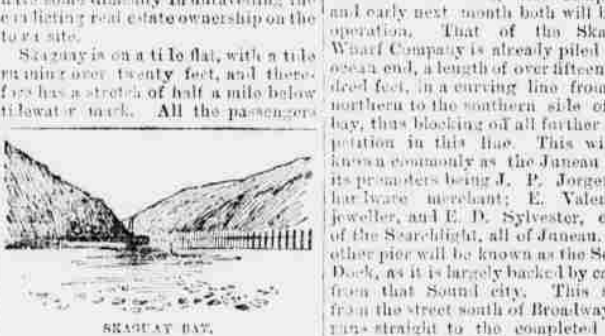 conflicting real estate ownership on the
town site.
Skaguay is on a tide flat, with a tide
running over twenty feet, and there-
fore has a stretch of half a mile below
tidewater mark. All the passengers
SKAGUAY BAY.
and early next month both will b
operation. That of the Ska
Wharf Company is already piled
ocean end, a length of over fifteen
dred feet, in a curving line from
northern to the southern side of
bay, thus blocking off all further
petition in this line. This wi
known commonly as the Juneau
its promoters being J. P. Jorge
hardware merchant; E. Valen
jeweller, and E. D. Sylvester, e
of the Searchlight, all of Juneau.
other pier will be known as the Se
Dock, as it is largely backed by ca
from that Sound city. This
from the street south of Broadway
runs straight to the completed